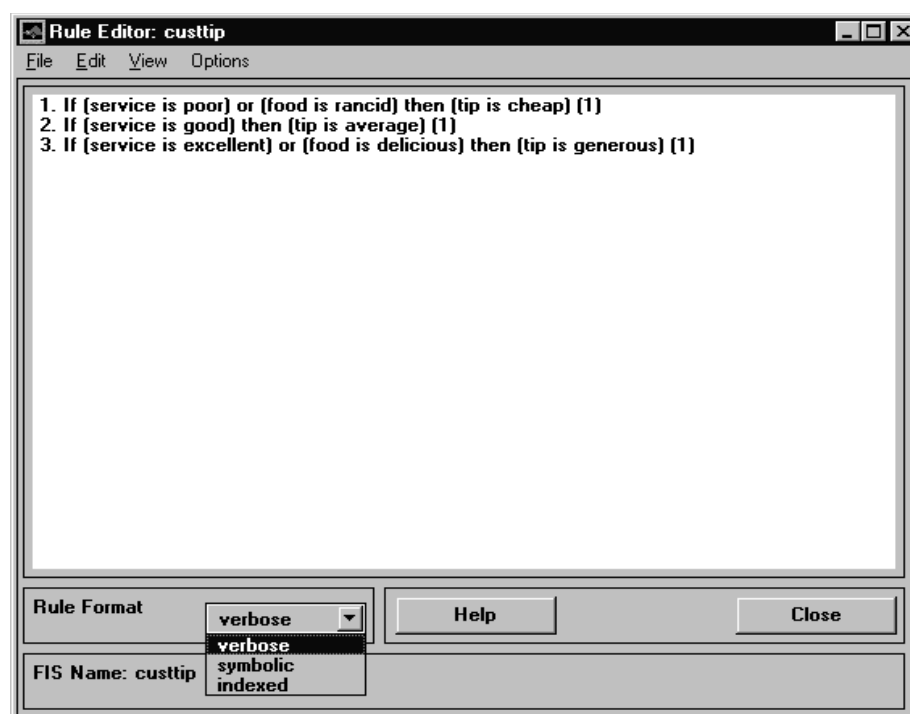 Rule Editor: custtip
File Edit View Options
1. If (service is poor) or (food is rancid) then (tip is cheap) (1)
2. If (service is good) then (tip is average) (1)
3. If (service is excellent) or (food is delicious) then (tip is generous) (1)
Rule Format
verbose
Help
Close
verbose
symbolic
indexed
FIS Name: custtip